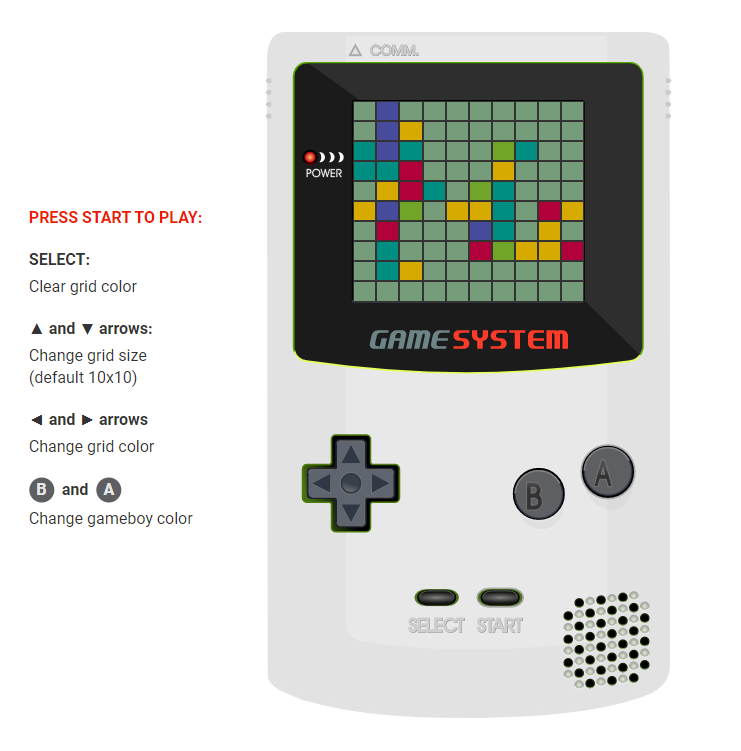 △ COMM.
POWER
PRESS START TO PLAY:
SELECT:
Clear grid color
▲ and ▼ arrows:
Change grid size
(default 10x10)
◀ and ▶ arrows
Change grid color
B and A
Change gameboy color
GAME SYSTEM
B A
SELECT START